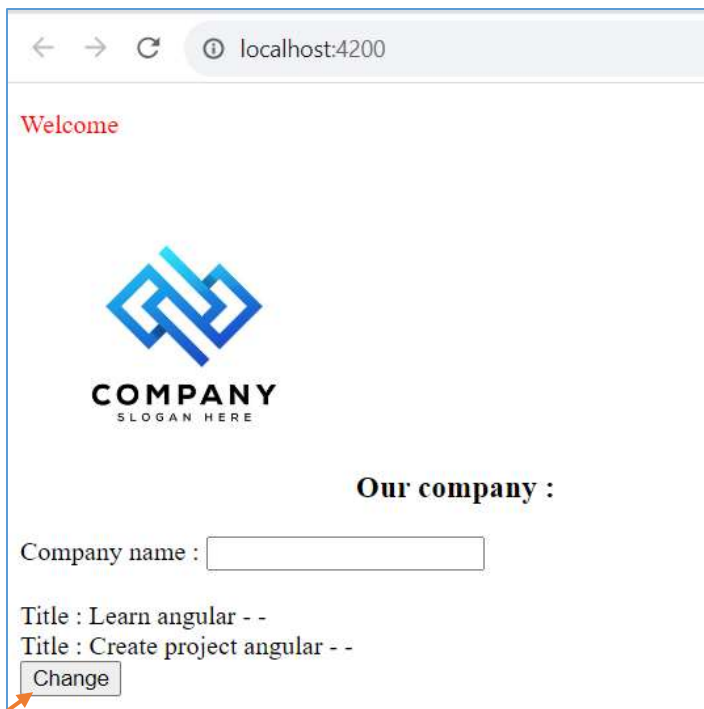 localhost:4200
Welcome
COMPANY
SLOGAN HERE
Our company :
Company name :
Title : Learn angular - -
Title : Create project angular - -
Change